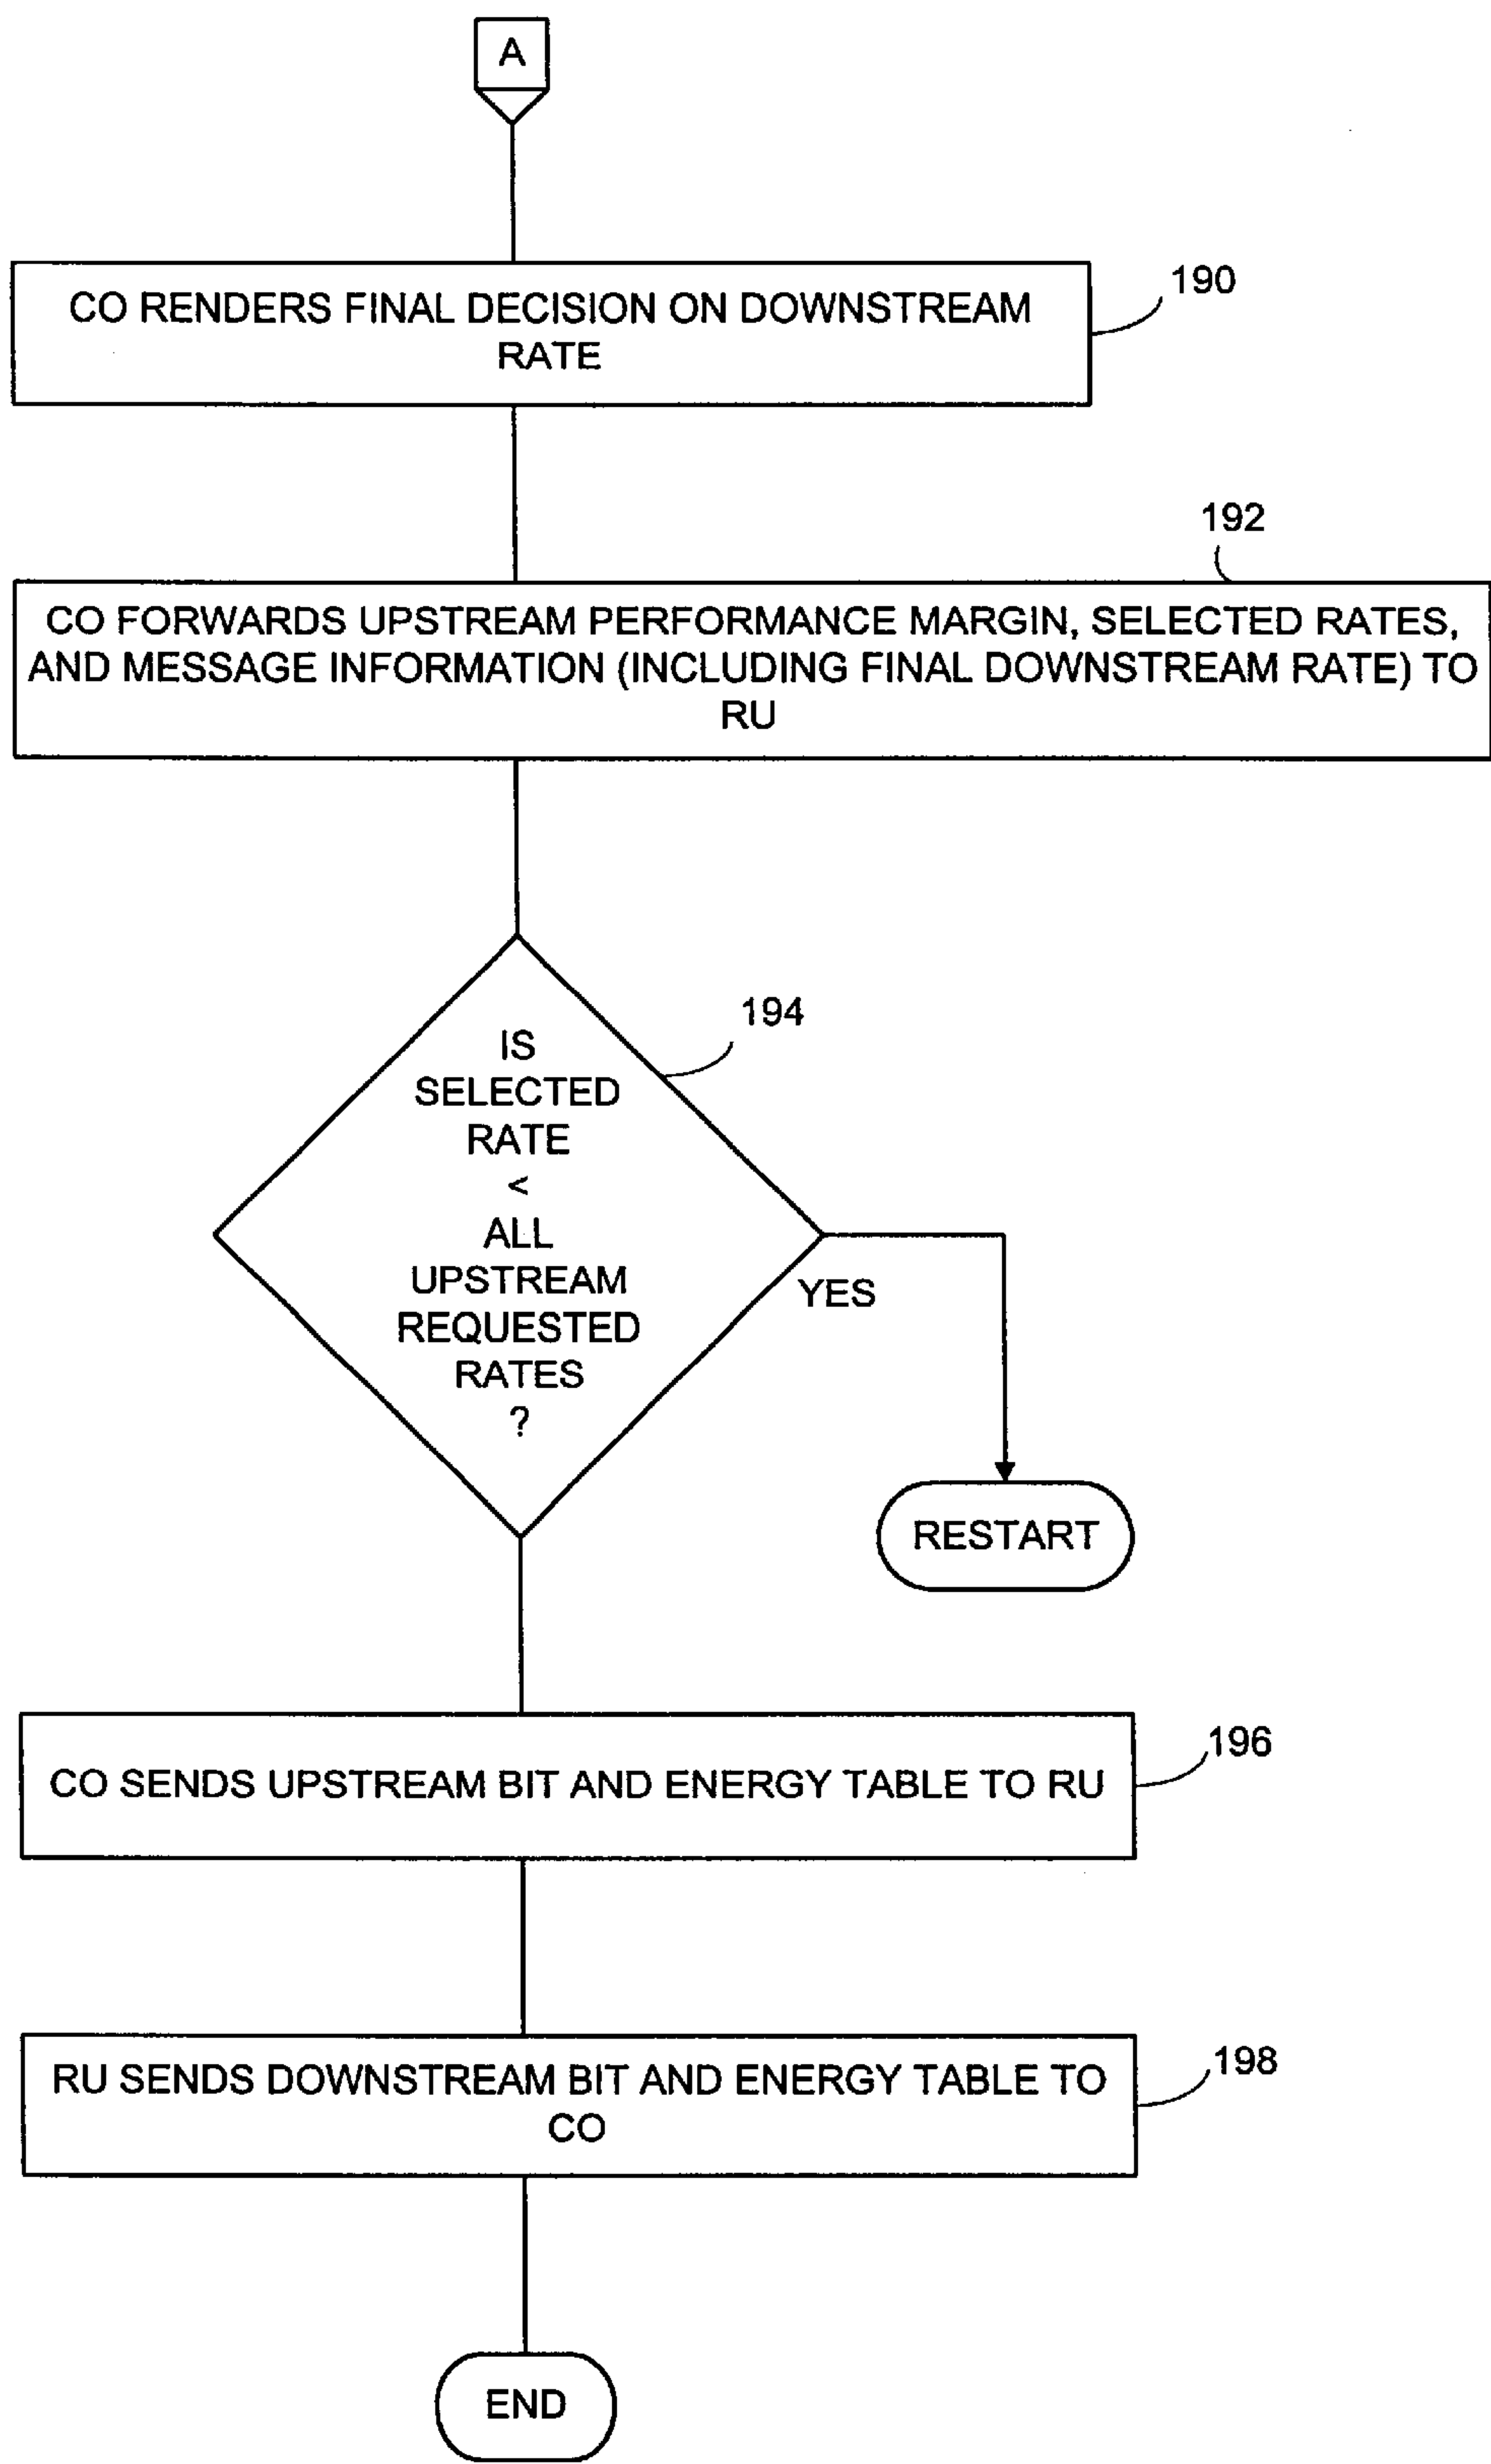 A
CO RENDERS FINAL DECISION ON DOWNSTREAM
RATE
190
192
CO FORWARDS UPSTREAM PERFORMANCE MARGIN, SELECTED RATES,
AND MESSAGE INFORMATION (INCLUDING FINAL DOWNSTREAM RATE) TO
RU
194
IS
SELECTED
RATE
<
ALL
UPSTREAM
REQUESTED
RATES
?
YES
RESTART
196
CO SENDS UPSTREAM BIT AND ENERGY TABLE TO RU
198
RU SENDS DOWNSTREAM BIT AND ENERGY TABLE TO
CO
END